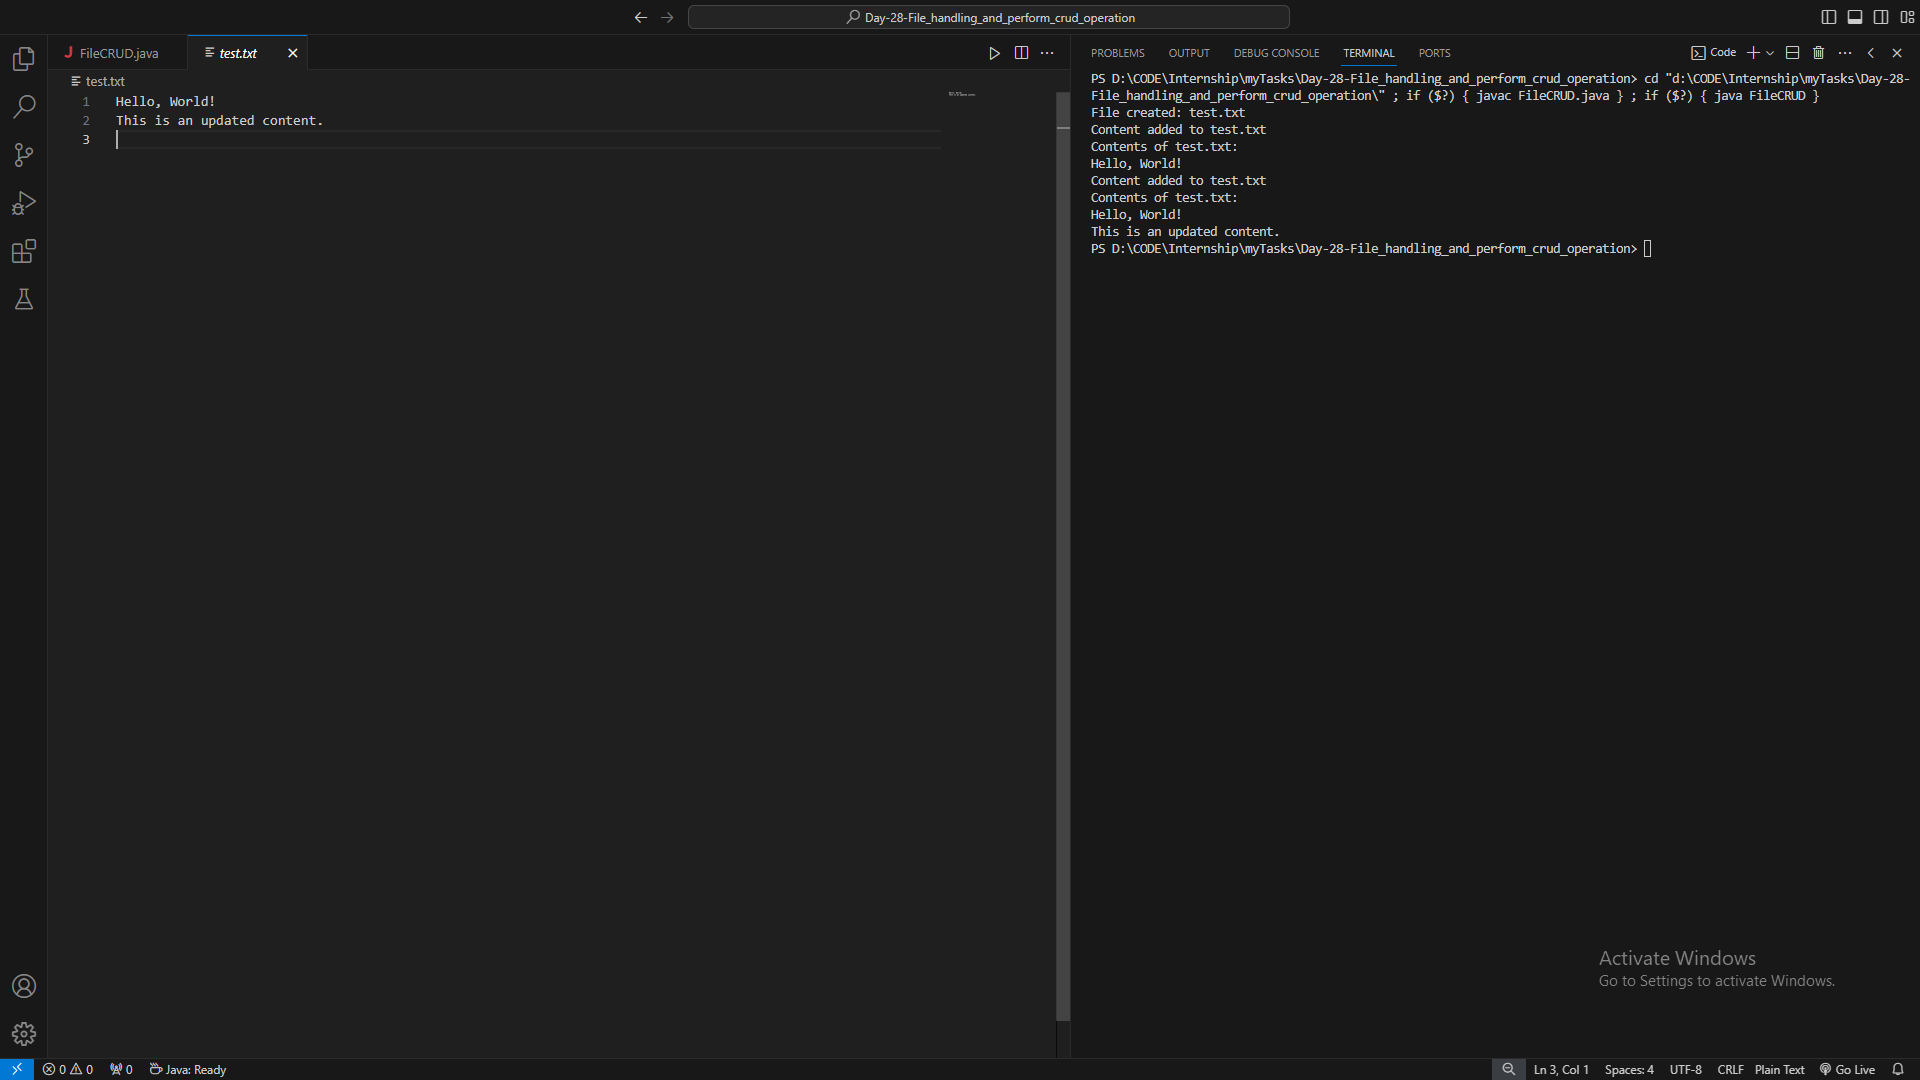 Day-28-File_handling_and_perform_crud_operation
FileCRUD.java
test.txt
test.txt
1 Hello, World!
2 This is an updated content.
3
PROBLEMS OUTPUT DEBUG CONSOLE TERMINAL PORTS
Code
PS D:\CODE\Internship\myTasks\Day-28-File_handling_and_perform_crud_operation> cd "d:\CODE\Internship\myTasks\Day-28-
File_handling_and_perform_crud_operation\" ; if ($?) { javac FileCRUD.java } ; if ($?) { java FileCRUD }
File created: test.txt
Content added to test.txt
Contents of test.txt:
Hello, World!
Content added to test.txt
Contents of test.txt:
Hello, World!
This is an updated content.
PS D:\CODE\Internship\myTasks\Day-28-File_handling_and_perform_crud_operation>
Activate Windows
Go to Settings to activate Windows.
0 0 0 Java: Ready
Ln 3, Col 1 Spaces: 4 UTF-8 CRLF Plain Text Go Live